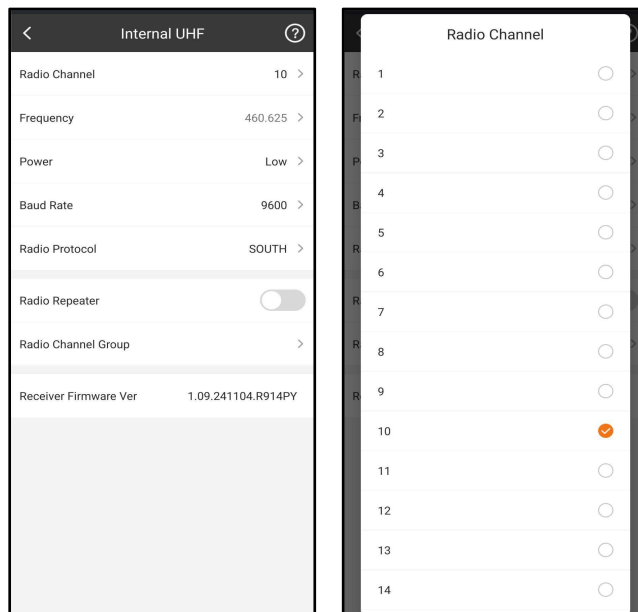 Internal UHF
Radio Channel 10
Frequency 460.625
Power Low
Baud Rate 9600
Radio Protocol SOUTH
Radio Repeater
Radio Channel Group
Receiver Firmware Ver 1.09.241104.R914PY
Radio Channel
1
2
3
4
5
6
7
8
9
10
11
12
13
14